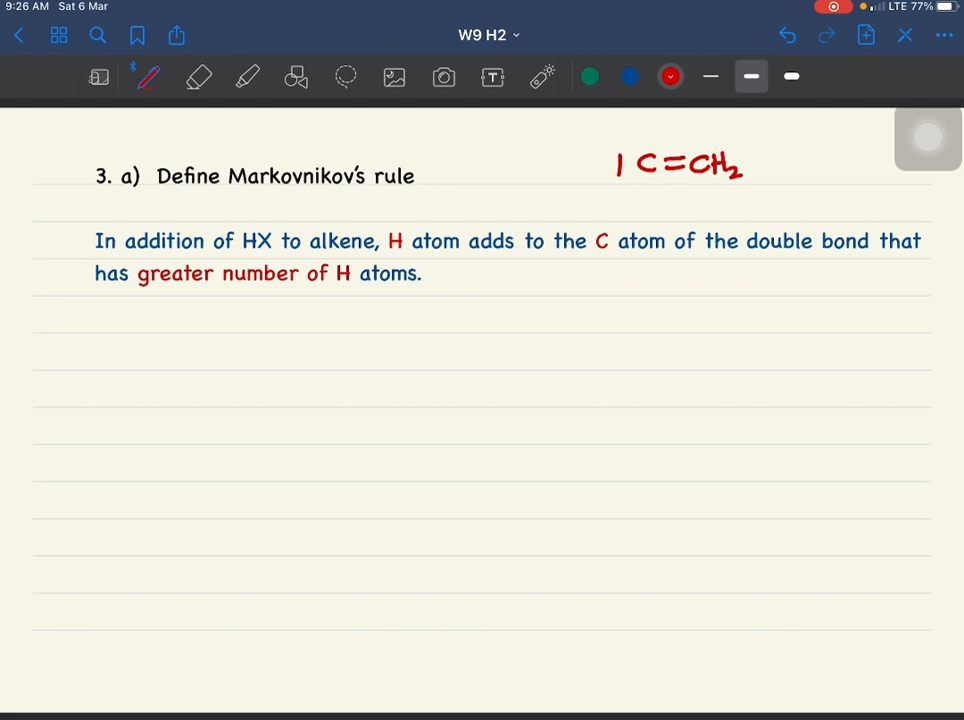 9:26 AM Sat 6 Mar
LTE 77%
W9 H2
T
3. a) Define Markovnikov's rule
| C=CH₂
In addition of HX to alkene, H atom adds to the C atom of the double bond that
has greater number of H atoms.